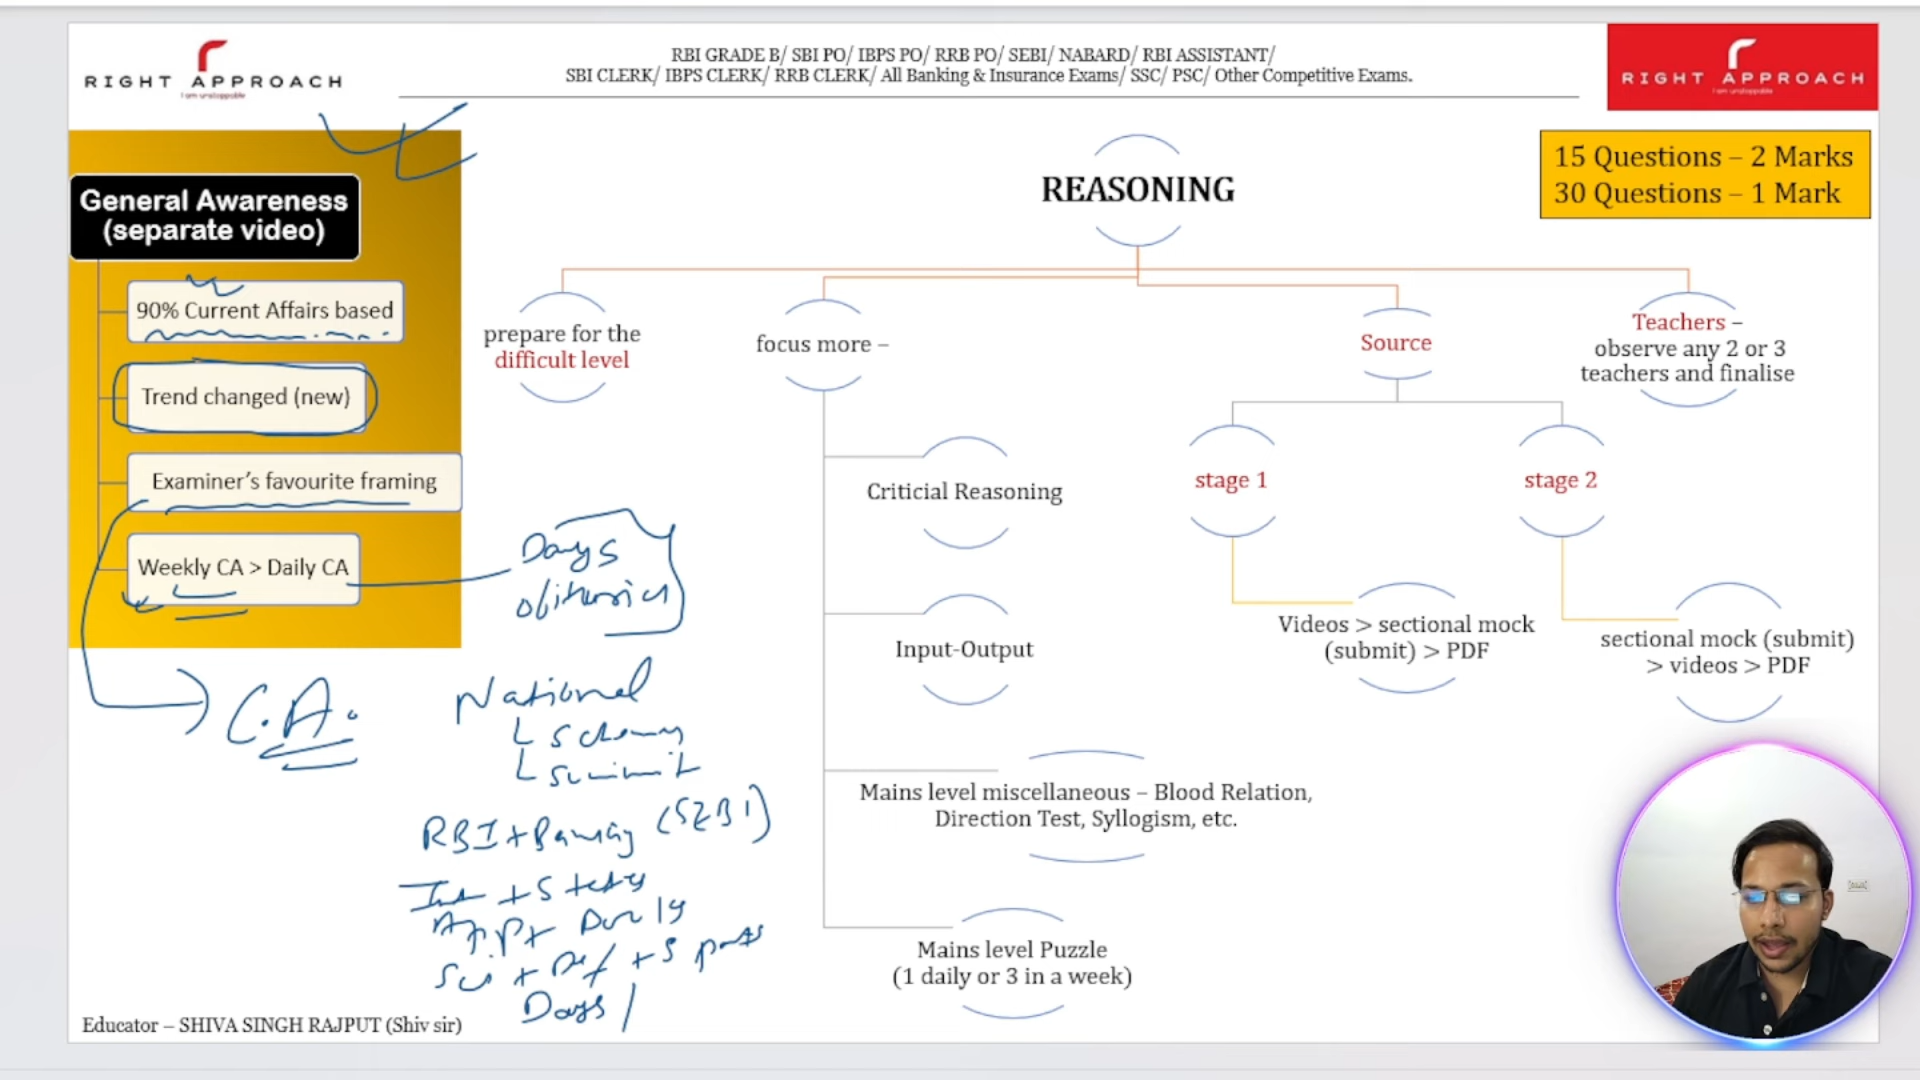 RIGHT APPROACH
I am unstoppable
RBI GRADE B/ SBI PO/ IBPS PO/ RRB PO/ SEBI/ NABARD/ RBI ASSISTANT/
SBI CLERK/ IBPS CLERK/ RRB CLERK/ All Banking & Insurance Exams/ SSC/ PSC/ Other Competitive Exams.
RIGHT APPROACH
I am unstoppable
General Awareness
(separate video)
90% Current Affairs based
Trend changed (new)
Examiner's favourite framing
Weekly CA > Daily CA
Days
C.A.
National
Summit
RBI + Banking (SEBI)
Days
REASONING
15 Questions – 2 Marks
30 Questions – 1 Mark
prepare for the
difficult level
focus more –
Criticial Reasoning
Input-Output
Mains level miscellaneous – Blood Relation,
Direction Test, Syllogism, etc.
Mains level Puzzle
(1 daily or 3 in a week)
Source
stage 1
Videos > sectional mock
(submit) > PDF
stage 2
sectional mock (submit)
> videos > PDF
Teachers –
observe any 2 or 3
teachers and finalise
Educator – SHIVA SINGH RAJPUT (Shiv sir)